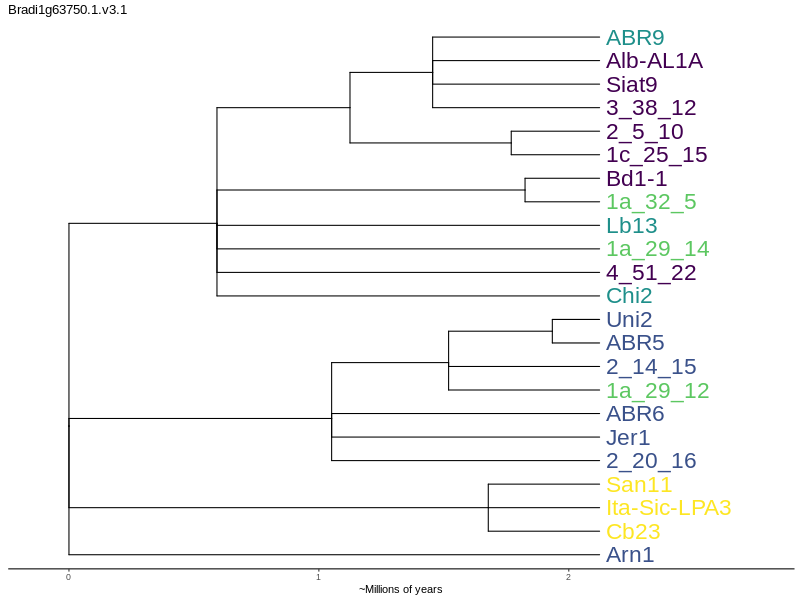 Bradi1g63750.1.v3.1
ABR9
Alb-AL1A
Siat9
3_38_12
2_5_10
1c_25_15
Bd1-1
1a_32_5
Lb13
1a_29_14
4_51_22
Chi2
Uni2
ABR5
2_14_15
1a_29_12
ABR6
Jer1
2_20_16
San11
Ita-Sic-LPA3
Cb23
Arn1
0 1 2
~Millions of years